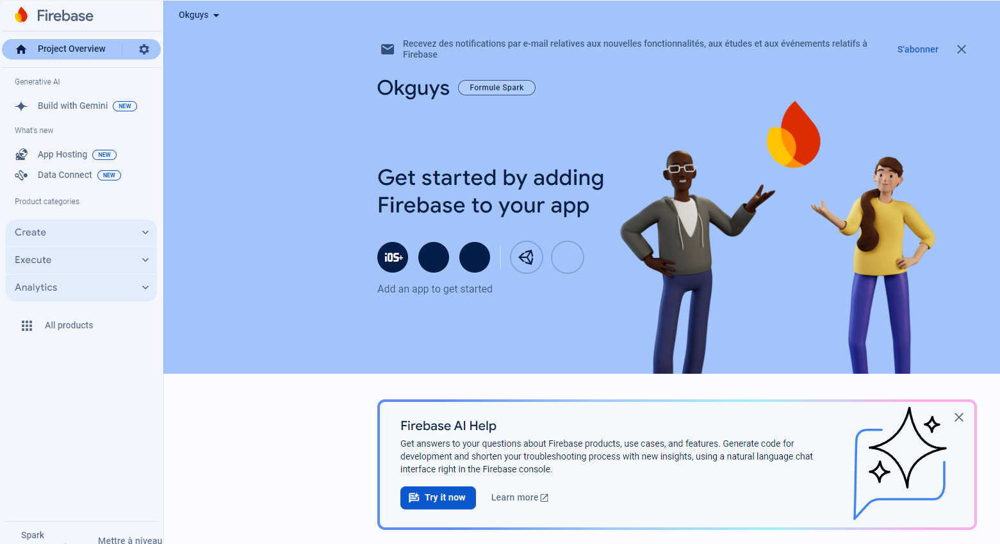 Firebase
Project Overview
Generative AI
Build with Gemini NEW
What's new
App Hosting NEW
Data Connect NEW
Product categories
Create
Execute
Analytics
All products
Spark
Mettre à niveau
Okguys
Recevez des notifications par e-mail relatives aux nouvelles fonctionnalités, aux études et aux événements relatifs à
Firebase
S'abonner
Okguys Formule Spark
Get started by adding
Firebase to your app
iOS+
Add an app to get started
Firebase AI Help
Get answers to your questions about Firebase products, use cases, and features. Generate code for
development and shorten your troubleshooting process with new insights, using a natural language chat
interface right in the Firebase console.
Try it now
Learn more